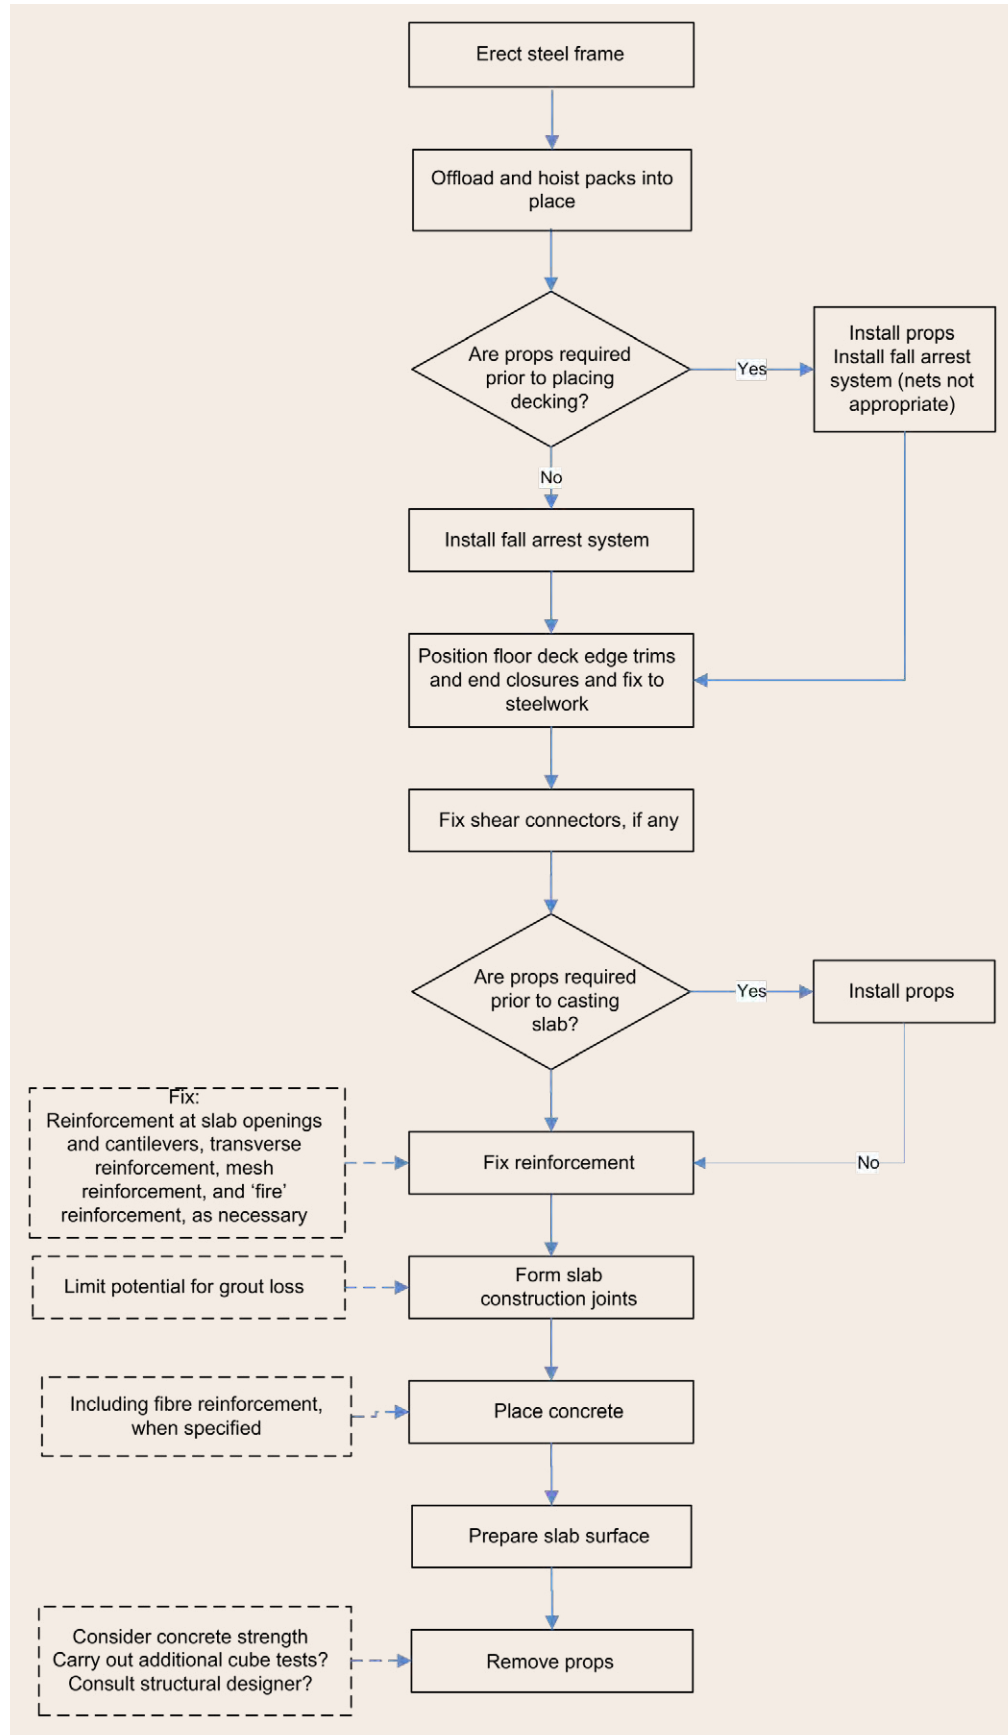 Erect steel frame
Offload and hoist packs into
place
Are props required
prior to placing
decking?
Yes
Install props
Install fall arrest
system (nets not
appropriate)
No
Install fall arrest system
Position floor deck edge trims
and end closures and fix to
steelwork
Fix shear connectors, if any
Are props required
prior to casting
slab?
Yes
Install props
Fix:
Reinforcement at slab openings
and cantilevers, transverse
reinforcement, mesh
reinforcement, and ‘fire’
reinforcement, as necessary
Fix reinforcement
No
Limit potential for grout loss
Form slab
construction joints
Including fibre reinforcement,
when specified
Place concrete
Prepare slab surface
Consider concrete strength
Carry out additional cube tests?
Consult structural designer?
Remove props